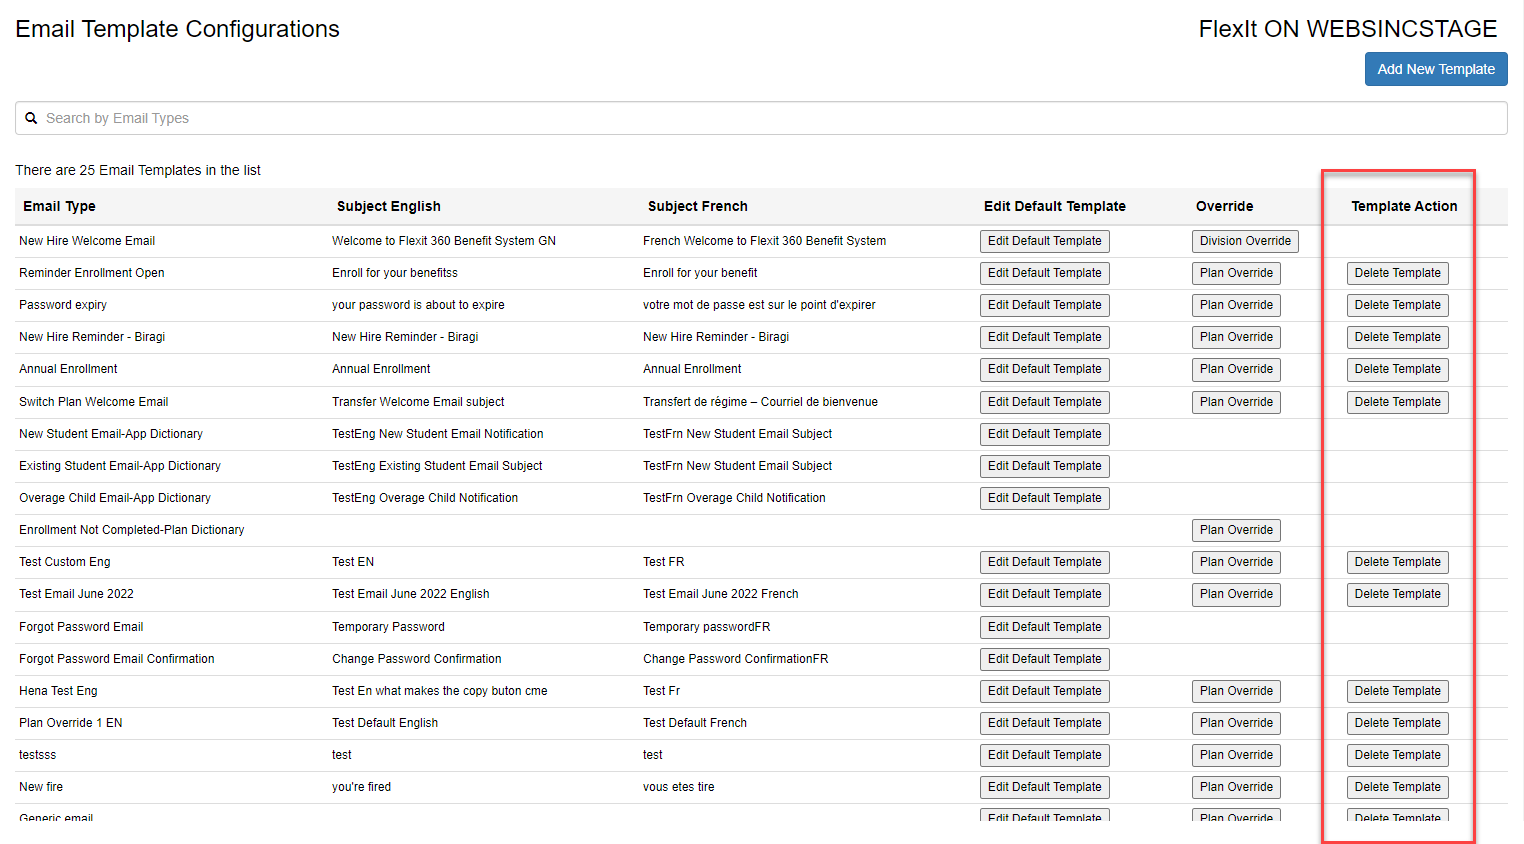 Email Template Configurations FlexIt ON WEBSINCSTAGE
Add New Template
Search by Email Types
There are 25 Email Templates in the list
Email Type Subject English Subject French Edit Default Template Override Template Action
New Hire Welcome Email Welcome to Flexit 360 Benefit System GN French Welcome to Flexit 360 Benefit System Edit Default Template Division Override
Reminder Enrollment Open Enroll for your benefitss Enroll for your benefit Edit Default Template Plan Override Delete Template
Password expiry your password is about to expire votre mot de passe est sur le point d'expirer Edit Default Template Plan Override Delete Template
New Hire Reminder - Biragi New Hire Reminder - Biragi New Hire Reminder - Biragi Edit Default Template Plan Override Delete Template
Annual Enrollment Annual Enrollment Annual Enrollment Edit Default Template Plan Override Delete Template
Switch Plan Welcome Email Transfer Welcome Email subject Transfert de régime – Courriel de bienvenue Edit Default Template Plan Override Delete Template
New Student Email-App Dictionary TestEng New Student Email Notification TestFrn New Student Email Subject Edit Default Template
Existing Student Email-App Dictionary TestEng Existing Student Email Subject TestFrn New Student Email Subject Edit Default Template
Overage Child Email-App Dictionary TestEng Overage Child Notification TestFrn Overage Child Notification Edit Default Template
Enrollment Not Completed-Plan Dictionary Plan Override
Test Custom Eng Test EN Test FR Edit Default Template Plan Override Delete Template
Test Email June 2022 Test Email June 2022 English Test Email June 2022 French Edit Default Template Plan Override Delete Template
Forgot Password Email Temporary Password Temporary passwordFR Edit Default Template
Forgot Password Email Confirmation Change Password Confirmation Change Password ConfirmationFR Edit Default Template
Hena Test Eng Test En what makes the copy buton cme Test Fr Edit Default Template Plan Override Delete Template
Plan Override 1 EN Test Default English Test Default French Edit Default Template Plan Override Delete Template
testsss test test Edit Default Template Plan Override Delete Template
New fire you're fired vous etes tire Edit Default Template Plan Override Delete Template
Generic email Edit Default Template Plan Override Delete Template